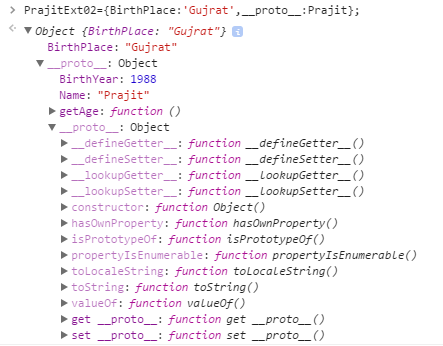 > PrajitExt02={BirthPlace:'Gujrat',__proto__:Prajit};
Object {BirthPlace: "Gujrat"} i
BirthPlace: "Gujrat"
__proto__: Object
BirthYear: 1988
Name: "Prajit"
getAge: function ()
__proto__: Object
__defineGetter__: function __defineGetter__()
__defineSetter__: function __defineSetter__()
__lookupGetter__: function __lookupGetter__()
__lookupSetter__: function __lookupSetter__()
constructor: function Object()
hasOwnProperty: function hasOwnProperty()
isPrototypeOf: function isPrototypeOf()
propertyIsEnumerable: function propertyIsEnumerable()
toLocaleString: function toLocaleString()
toString: function toString()
valueOf: function valueOf()
get __proto__: function get __proto__()
set __proto__: function set __proto__()